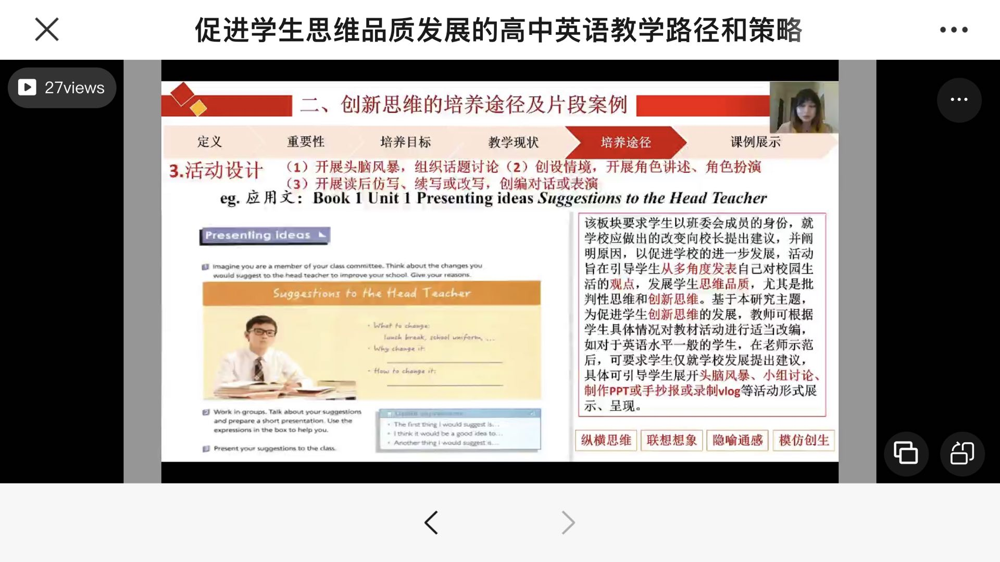 促进学生思维品质发展的高中英语教学路径和策略
27views
二、创新思维的培养途径及片段案例
定义
重要性
培养目标
教学现状
培养途径
课例展示
3.活动设计
（1）开展头脑风暴，组织话题讨论（2）创设情境，开展角色讲述、角色扮演
（3）开展读后仿写、续写或改写，创编对话或表演
eg. 应用文：Book 1 Unit 1 Presenting ideas Suggestions to the Head Teacher
Presenting ideas
1 Imagine you are a member of your class committee. Think about the changes you
would suggest to the head teacher to improve your school. Give your reasons.
Suggestions to the Head Teacher
• What to change:
lunch break, school uniform, ...
• Why change it:
• How to change it:
2 Work in groups. Talk about your suggestions
and prepare a short presentation. Use the
expressions in the box to help you.
• The first thing I would suggest is...
• I think it would be a good idea to...
• Another thing I would suggest is...
3 Present your suggestions to the class.
该板块要求学生以班委会成员的身份，就
学校应做出的改变向校长提出建议，并阐
明原因，以促进学校的进一步发展，活动
旨在引导学生从多角度发表自己对校园生
活的观点，发展学生思维品质，尤其是批
判性思维和创新思维。基于本研究主题，
为促进学生创新思维的发展，教师可根据
学生具体情况对教材活动进行适当改编，
如对于英语水平一般的学生，在老师示范
后，可要求学生仅就学校发展提出建议，
具体可引导学生展开头脑风暴、小组讨论、
制作PPT或手抄报或录制vlog等活动形式展
示、呈现。
纵横思维
联想想象
隐喻通感
模仿创生